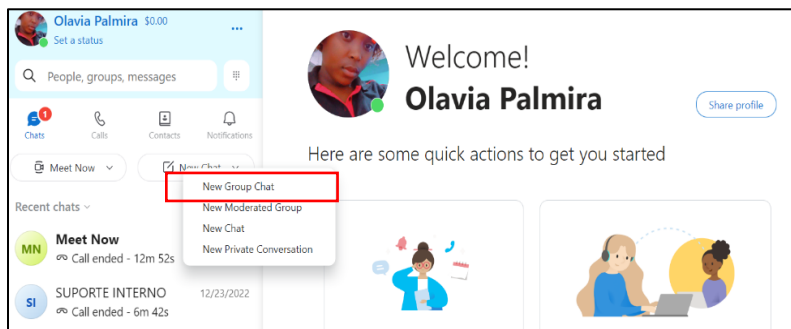 Olavia Palmira $0.00
Set a status
People, groups, messages
Chats
Calls
Contacts
Notifications
1
Meet Now
New Chat
New Group Chat
New Moderated Group
New Chat
New Private Conversation
Recent chats
MN
Meet Now
Call ended - 12m 52s
SI
SUPORTE INTERNO
12/23/2022
Call ended - 6m 42s
Welcome!
Olavia Palmira
Share profile
Here are some quick actions to get you started